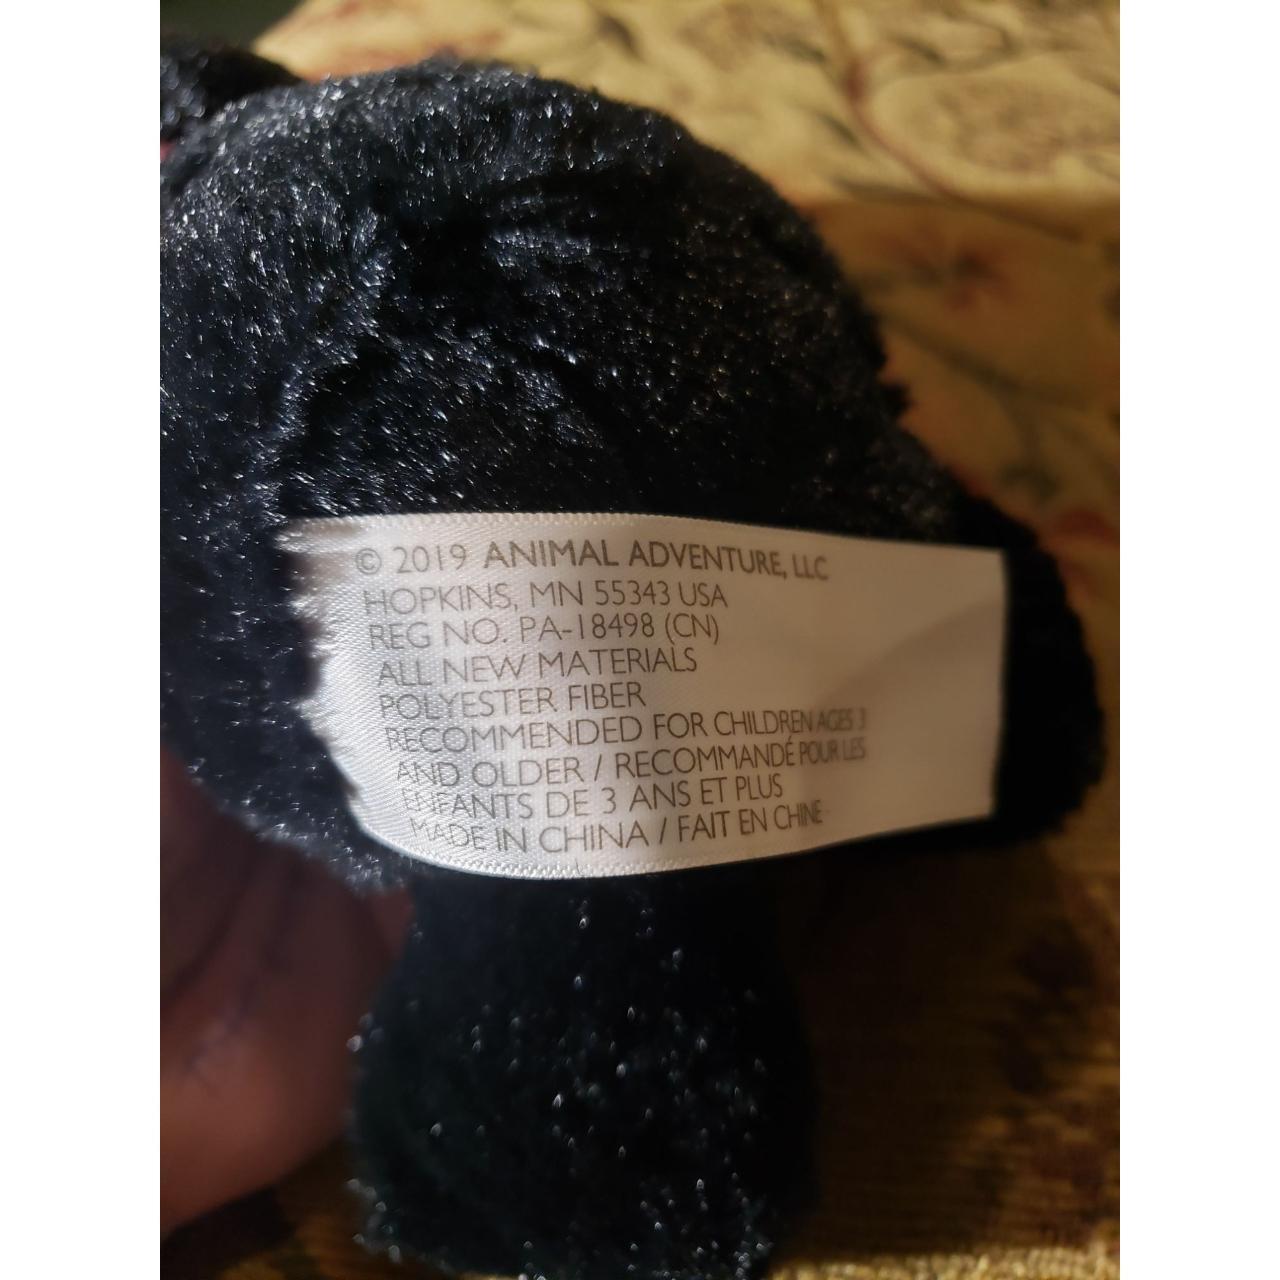 © 2019 ANIMAL ADVENTURE, LLC
HOPKINS, MN 55343 USA
REG NO. PA-18498 (CN)
ALL NEW MATERIALS
POLYESTER FIBER
RECOMMENDED FOR CHILDREN AGES 3
AND OLDER / RECOMMANDÉ POUR LES
ENFANTS DE 3 ANS ET PLUS
MADE IN CHINA / FAIT EN CHINE